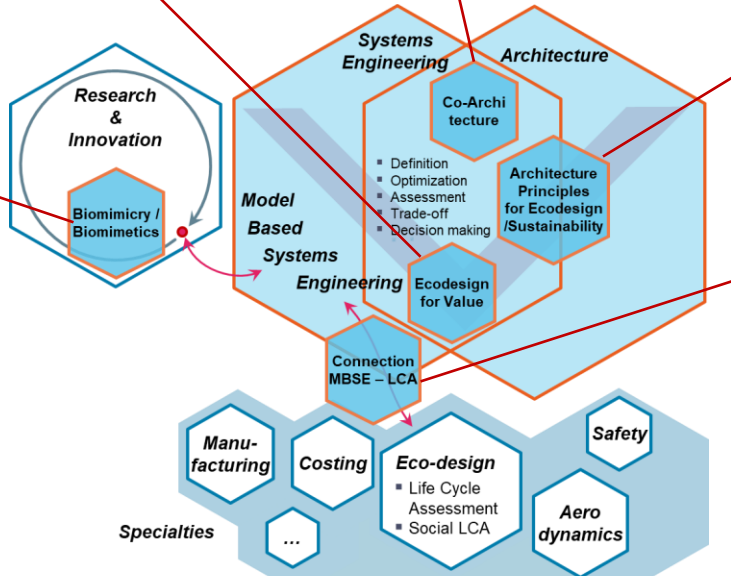 Systems
Engineering
Architecture
Research
&
Innovation
Co-Archi
tecture
▪ Definition
▪ Optimization
▪ Assessment
▪ Trade-off
▪ Decision making
Architecture
Principles
for Ecodesign
/Sustainability
Biomimicry /
Biomimetics
Model
Based
Systems
Engineering
Ecodesign
for Value
Connection
MBSE – LCA
Manu-
facturing
Costing
Eco-design
▪ Life Cycle
Assessment
▪ Social LCA
Safety
Aero
dynamics
Specialties
...